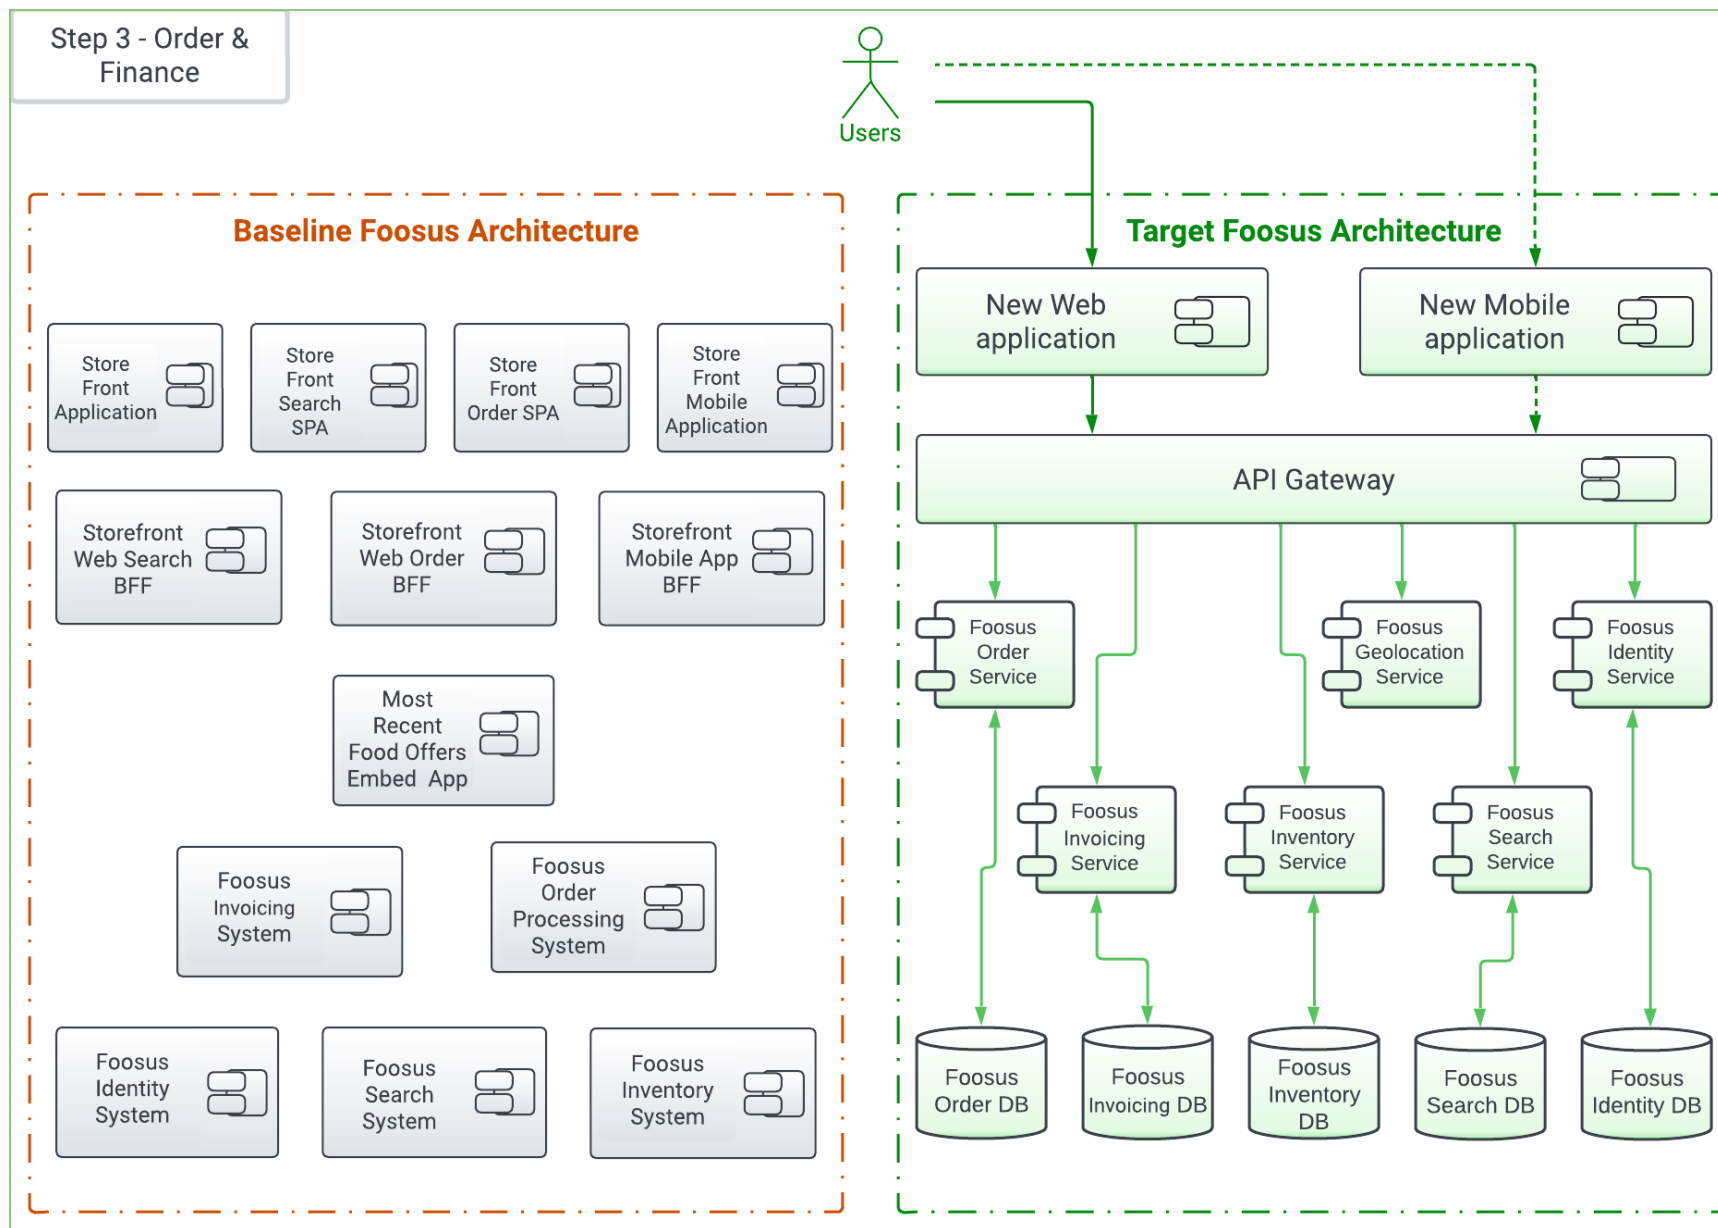 Step 3 - Order &
Finance
Users
Baseline Foosus Architecture
Store
Front
Application
Store
Front
Search
SPA
Store
Front
Order SPA
Store
Front
Mobile
Application
Storefront
Web Search
BFF
Storefront
Web Order
BFF
Storefront
Mobile App
BFF
Most
Recent
Food Offers
Embed App
Foosus
Invoicing
System
Foosus
Order
Processing
System
Foosus
Identity
System
Foosus
Search
System
Foosus
Inventory
System
Target Foosus Architecture
New Web
application
New Mobile
application
API Gateway
Foosus
Order
Service
Foosus
Geolocation
Service
Foosus
Identity
Service
Foosus
Invoicing
Service
Foosus
Inventory
Service
Foosus
Search
Service
Foosus
Order DB
Foosus
Invoicing DB
Foosus
Inventory
DB
Foosus
Search DB
Foosus
Identity DB